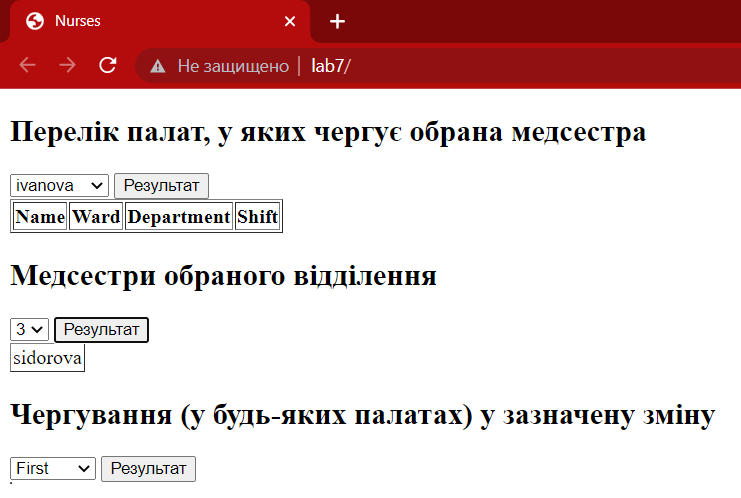 Nurses
Не защищено | lab7/
Перелік палат, у яких чергує обрана медсестра
ivanova Результат
Name Ward Department Shift
Медсестри обраного відділення
3 Результат
sidorova
Чергування (у будь-яких палатах) у зазначену зміну
First Результат